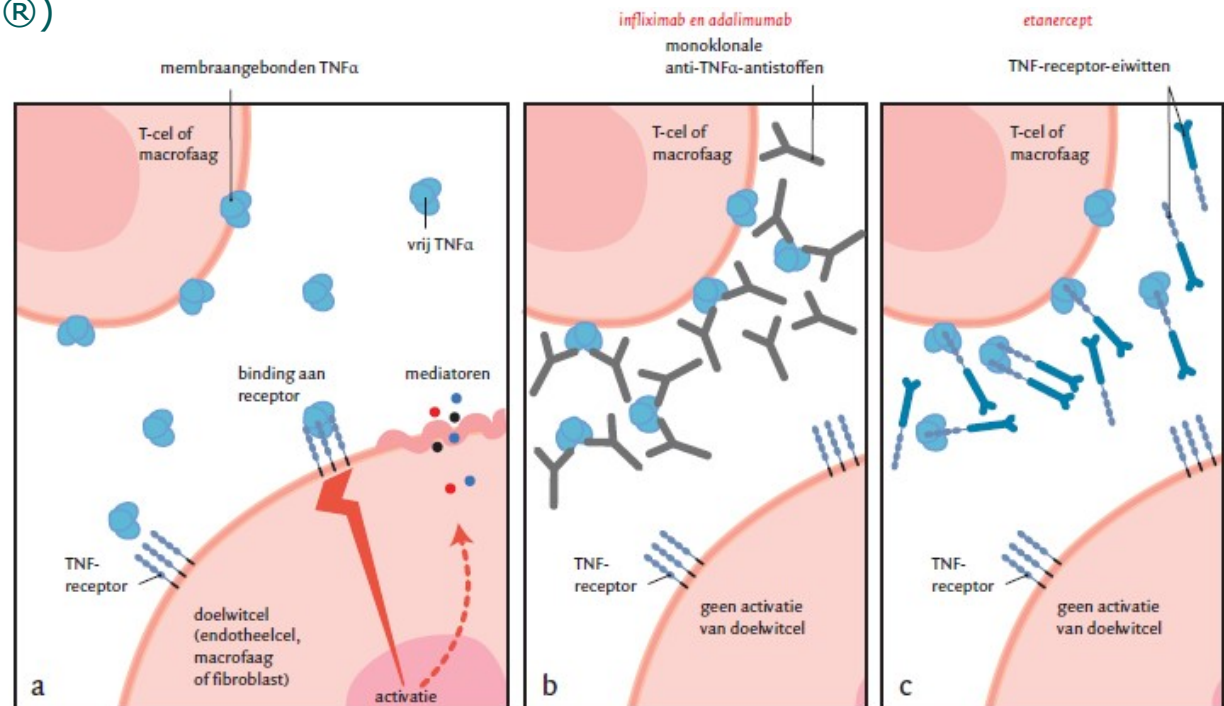 ®)
infliximab en adalimumab
monoklonale
anti-TNFα-antistoffen
etanercept
TNF-receptor-eiwitten
membraangebonden TNFα
T-cel of
macrofaag
vrij TNFα
binding aan
receptor
mediatoren
TNF-
receptor
doelwitcel
(endotheelcel,
macrofaag
of fibroblast)
activatie
a
T-cel of
macrofaag
TNF-
receptor
geen activatie
van doelwitcel
b
T-cel of
macrofaag
TNF-
receptor
geen activatie
van doelwitcel
c